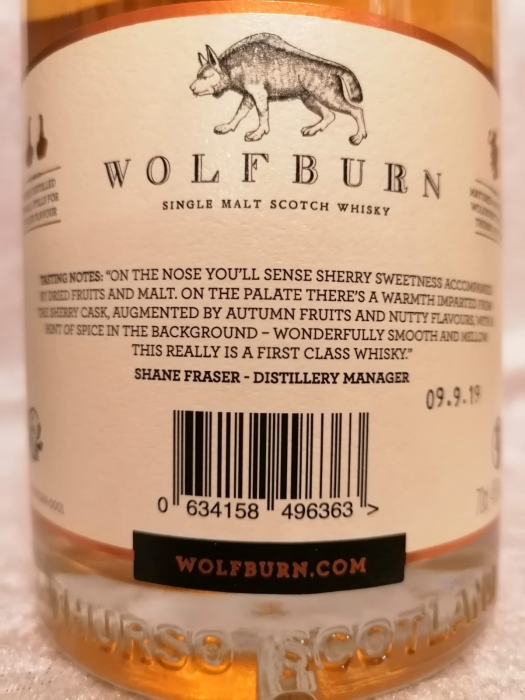 WOLFBURN
SINGLE MALT SCOTCH WHISKY
TASTING NOTES: "ON THE NOSE YOU'LL SENSE SHERRY SWEETNESS ACCOMPANIED
BY DRIED FRUITS AND MALT. ON THE PALATE THERE'S A WARMTH IMPARTED FROM
THE SHERRY CASK, AUGMENTED BY AUTUMN FRUITS AND NUTTY FLAVOURS, WITH A
HINT OF SPICE IN THE BACKGROUND – WONDERFULLY SMOOTH AND MELLOW.
THIS REALLY IS A FIRST CLASS WHISKY."
SHANE FRASER - DISTILLERY MANAGER
09.9.19
0 634158 496363 >
70cl
WOLFBURN.COM
THURSO SCOTLAN